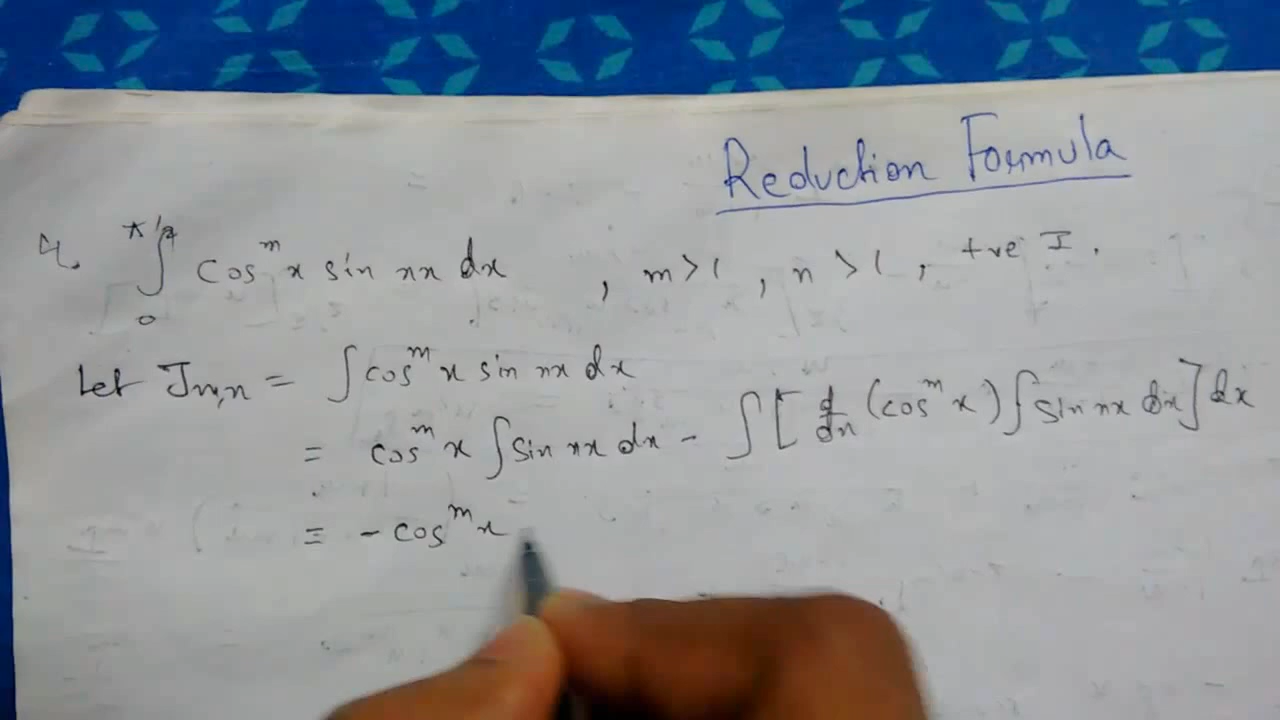 Reduction Formula
4. ∫₀^(π/2) cos^m x sin nx dx , m>1 , n>1 , +ve I.
Let J_m,n = ∫ cos^m x sin nx dx
= cos^m x ∫ sin nx dx - ∫ [ d/dx (cos^m x) ∫ sin nx dx ] dx
= - cos^m x